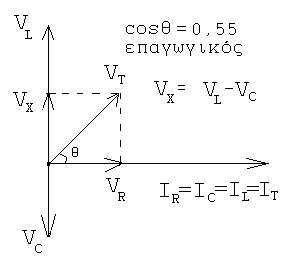 V_L
cosθ=0,55
επαγωγικός
V_T
V_X
V_X= V_L-V_C
θ
V_R
I_R=I_C=I_L=I_T
V_C